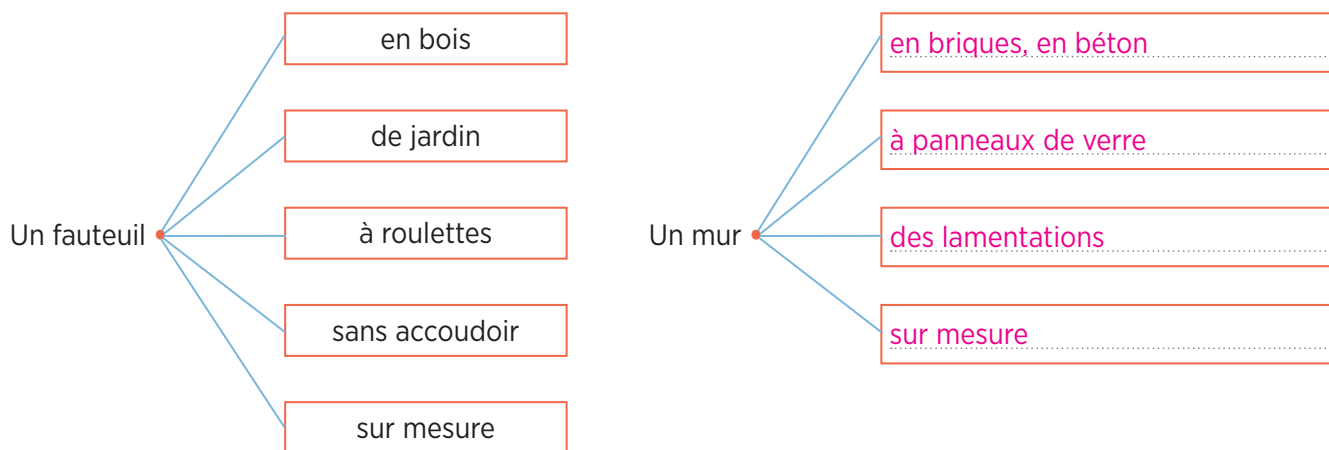 Un fauteuil
en bois
de jardin
à roulettes
sans accoudoir
sur mesure
Un mur
en briques, en béton
à panneaux de verre
des lamentations
sur mesure